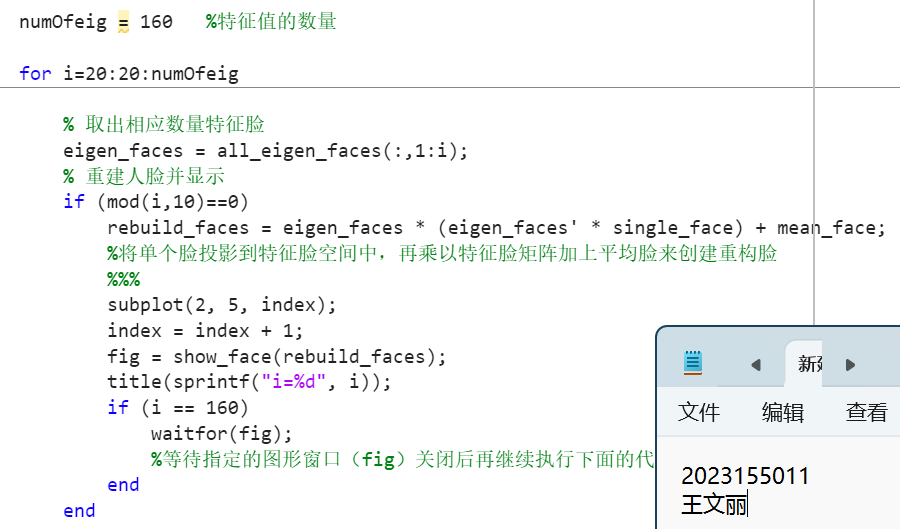 numOfeig = 160   %特征值的数量
for i=20:20:numOfeig
% 取出相应数量特征脸
eigen_faces = all_eigen_faces(:,1:i);
% 重建人脸并显示
if (mod(i,10)==0)
rebuild_faces = eigen_faces * (eigen_faces' * single_face) + mean_face;
%将单个脸投影到特征脸空间中，再乘以特征脸矩阵加上平均脸来创建重构脸
%%%
subplot(2, 5, index);
index = index + 1;
fig = show_face(rebuild_faces);
title(sprintf("i=%d", i));
if (i == 160)
waitfor(fig);
%等待指定的图形窗口（fig）关闭后再继续执行下面的代
end
end
新建
文件 编辑 查看
2023155011
王文丽